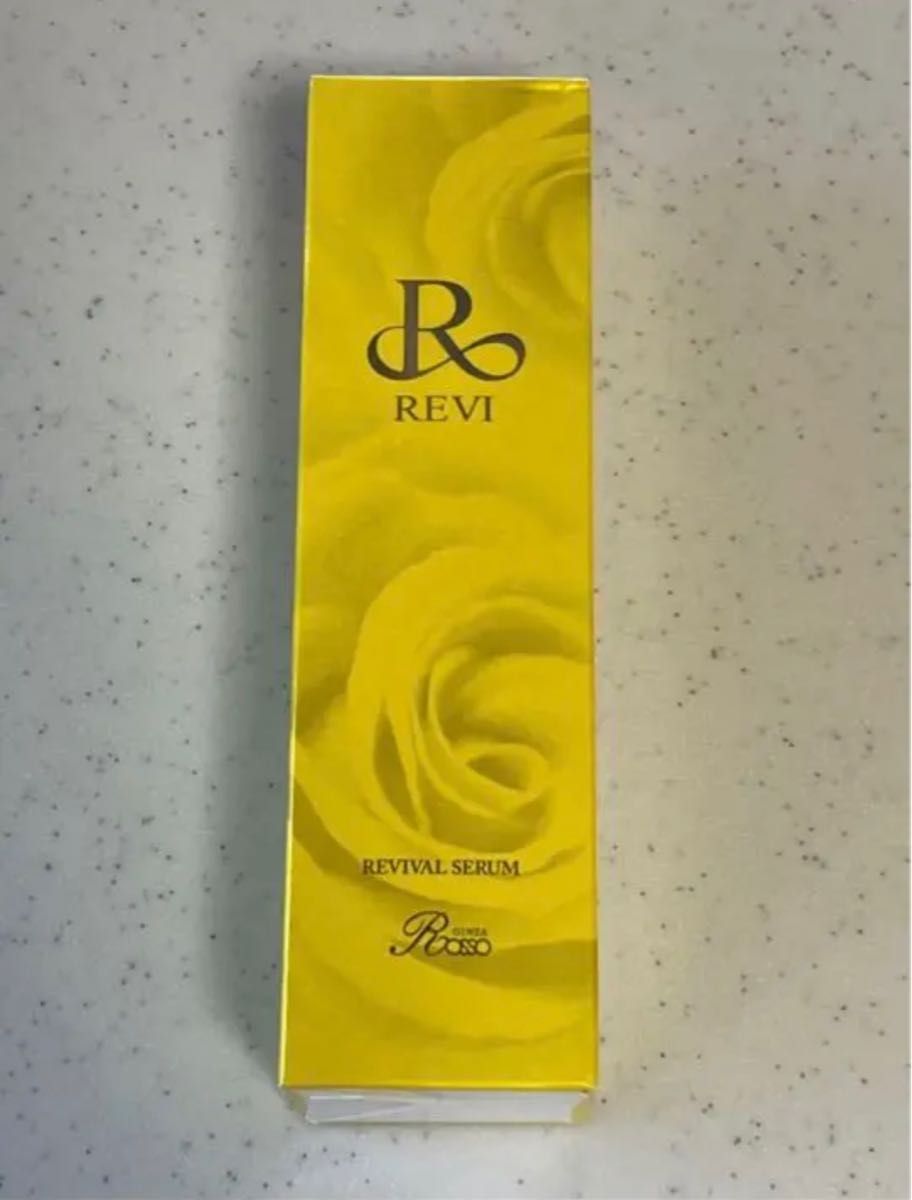 R
REVI
REVIVAL SERUM
GINZA
Rosso